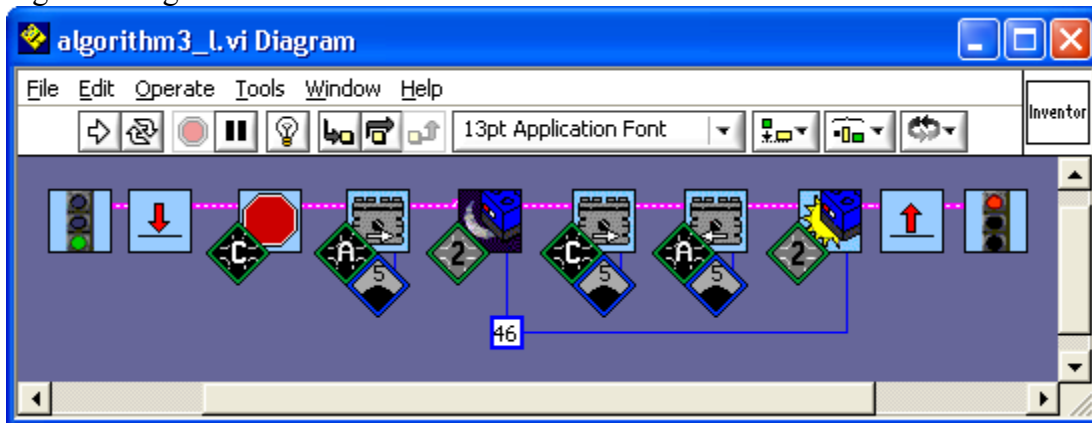 algorithm3_l.vi Diagram
File Edit Operate Tools Window Help
Inventor
13pt Application Font
C A 2 C A 2
5 5 5
46